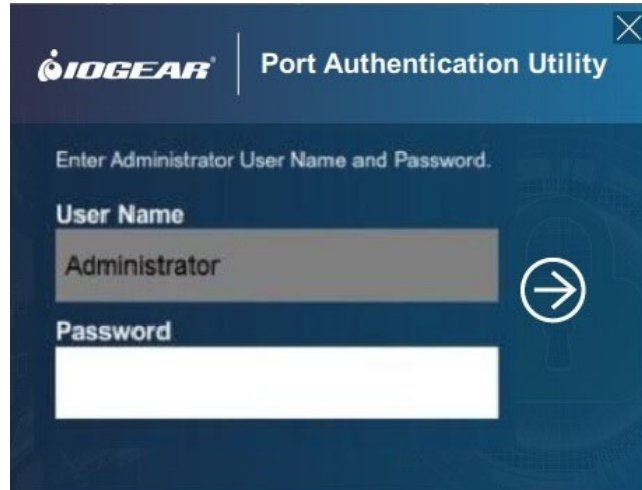 IOGEAR®
Port Authentication Utility
Enter Administrator User Name and Password.
User Name
Administrator
Password